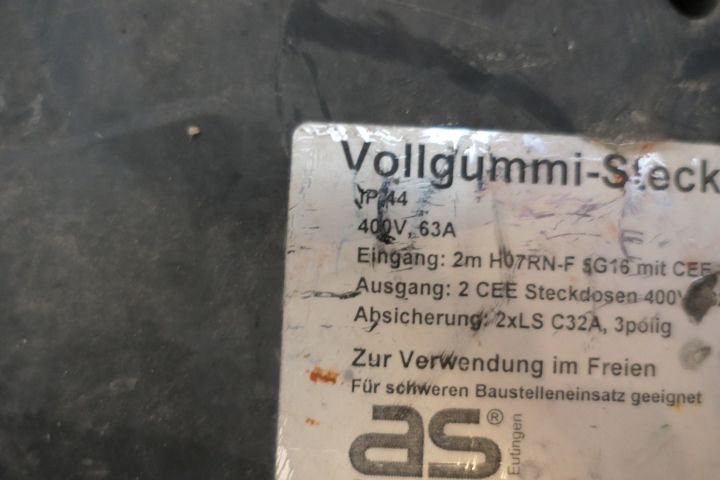 Vollgummi-Steck
IP 44
400V, 63A
Eingang: 2m H07RN-F 5G16 mit CEE
Ausgang: 2 CEE Steckdosen 400V
Absicherung: 2xLS C32A, 3polig
Zur Verwendung im Freien
Für schweren Baustelleneinsatz geeignet
as®
Eutingen